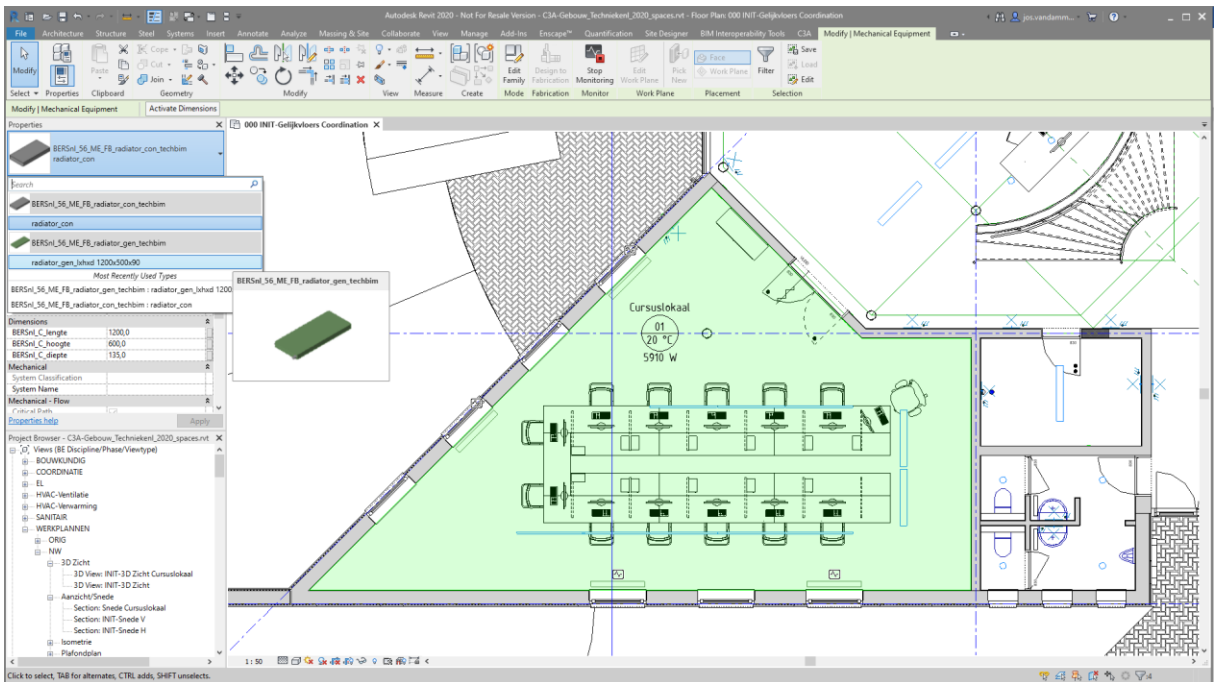 Autodesk Revit 2020 - Not For Resale Version - C3A-Gebouw_Techniekenl_2020_spaces.rvt - Floor Plan: 000 INIT-Gelijkvloers Coordination
jos.vandamm...
File Architecture Structure Steel Systems Insert Annotate Analyze Massing & Site Collaborate View Manage Add-Ins Enscape™ Quantification Site Designer BIM Interoperability Tools C3A Modify | Mechanical Equipment
Modify
Paste
Cope
Cut
Join
Edit Family
Design to Fabrication
Stop Monitoring
Edit Work Plane
Pick New
Face
Work Plane
Filter
Save
Load
Edit
Select Properties Clipboard Geometry Modify View Measure Create Mode Fabrication Monitor Work Plane Placement Selection
Modify | Mechanical Equipment Activate Dimensions
Properties X
000 INIT-Gelijkvloers Coordination X
BERSnl_56_ME_FB_radiator_con_techbim
radiator_con
Search
BERSnl_56_ME_FB_radiator_con_techbim
radiator_con
BERSnl_56_ME_FB_radiator_gen_techbim
radiator_gen_lxhxd 1200x500x90
Most Recently Used Types
BERSnl_56_ME_FB_radiator_gen_techbim : radiator_gen_lxhxd 1200
BERSnl_56_ME_FB_radiator_con_techbim : radiator_con
BERSnl_56_ME_FB_radiator_gen_techbim
Dimensions
BERSnl_C_lengte 1200,0
BERSnl_C_hoogte 600,0
BERSnl_C_diepte 135,0
Mechanical
System Classification
System Name
Mechanical - Flow
Critical Path
Properties help Apply
Project Browser - C3A-Gebouw_Techniekenl_2020_spaces.rvt X
Views (BE Discipline/Phase/Viewtype)
BOUWKUNDIG
COORDINATIE
EL
HVAC-Ventilatie
HVAC-Verwarming
SANITAIR
WERKPLANNEN
ORIG
NW
3D Zicht
3D View: INIT-3D Zicht Cursuslokaal
3D View: INIT-3D Zicht
Aanzicht/Snede
Section: Snede Cursuslokaal
Section: INIT-Snede V
Section: INIT-Snede H
Isometrie
Plafondplan
Cursuslokaal
01
20 °C
5910 W
1 : 50
Click to select, TAB for alternates, CTRL adds, SHIFT unselects.
:4